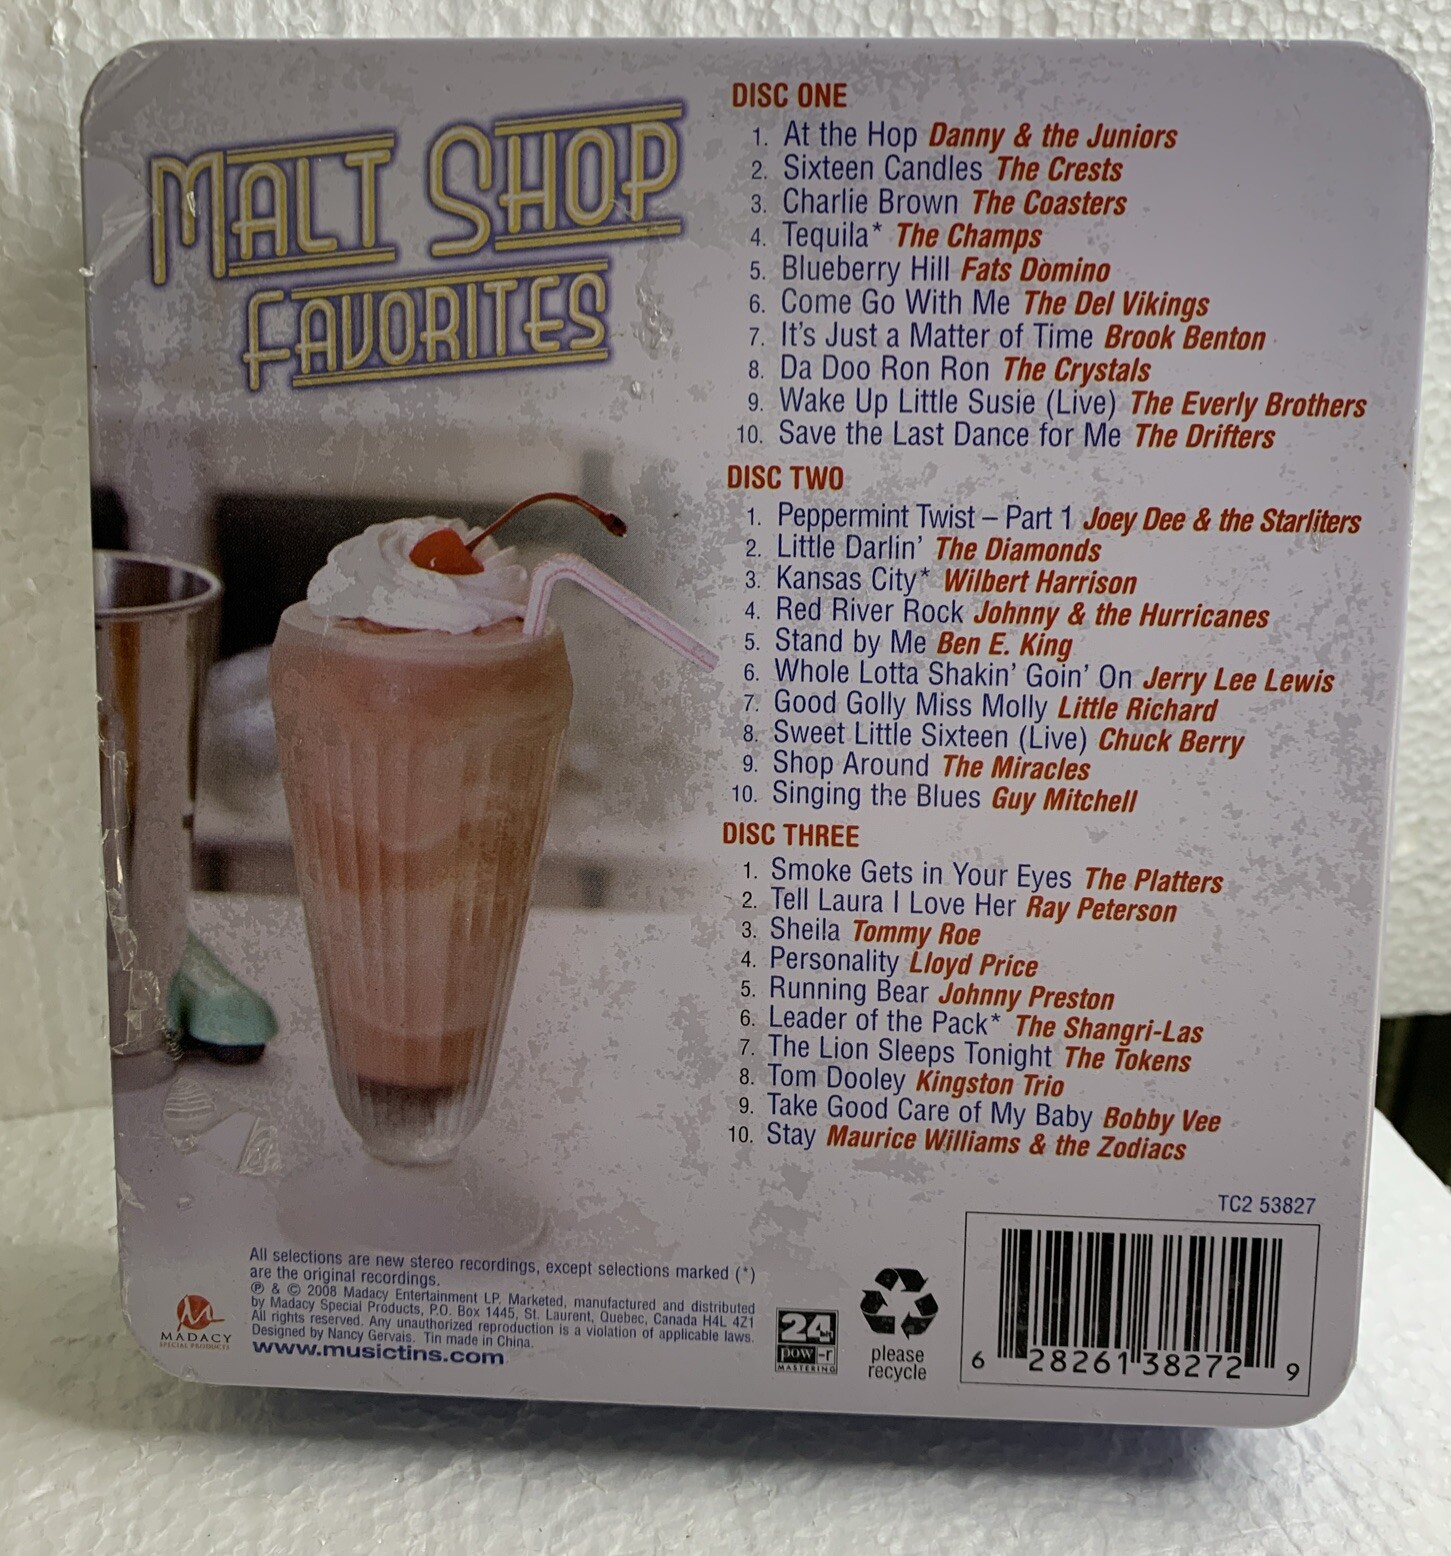 MALT SHOP
FAVORITES
DISC ONE
1. At the Hop Danny & the Juniors
2. Sixteen Candles The Crests
3. Charlie Brown The Coasters
4. Tequila* The Champs
5. Blueberry Hill Fats Domino
6. Come Go With Me The Del Vikings
7. It's Just a Matter of Time Brook Benton
8. Da Doo Ron Ron The Crystals
9. Wake Up Little Susie (Live) The Everly Brothers
10. Save the Last Dance for Me The Drifters
DISC TWO
1. Peppermint Twist – Part 1 Joey Dee & the Starliters
2. Little Darlin' The Diamonds
3. Kansas City* Wilbert Harrison
4. Red River Rock Johnny & the Hurricanes
5. Stand by Me Ben E. King
6. Whole Lotta Shakin' Goin' On Jerry Lee Lewis
7. Good Golly Miss Molly Little Richard
8. Sweet Little Sixteen (Live) Chuck Berry
9. Shop Around The Miracles
10. Singing the Blues Guy Mitchell
DISC THREE
1. Smoke Gets in Your Eyes The Platters
2. Tell Laura I Love Her Ray Peterson
3. Sheila Tommy Roe
4. Personality Lloyd Price
5. Running Bear Johnny Preston
6. Leader of the Pack* The Shangri-Las
7. The Lion Sleeps Tonight The Tokens
8. Tom Dooley Kingston Trio
9. Take Good Care of My Baby Bobby Vee
10. Stay Maurice Williams & the Zodiacs
TC2 53827
All selections are new stereo recordings, except selections marked (*)
are the original recordings.
℗ & © 2008 Madacy Entertainment LP. Marketed, manufactured and distributed
by Madacy Special Products, P.O. Box 1445, St. Laurent, Quebec, Canada H4L 4Z1
All rights reserved. Any unauthorized reproduction is a violation of applicable laws.
Designed by Nancy Gervais. Tin made in China.
www.musictins.com
MADACY
SPECIAL PRODUCTS
24 bit
pow-r
MASTERING
please
recycle
6 28261 38272 9